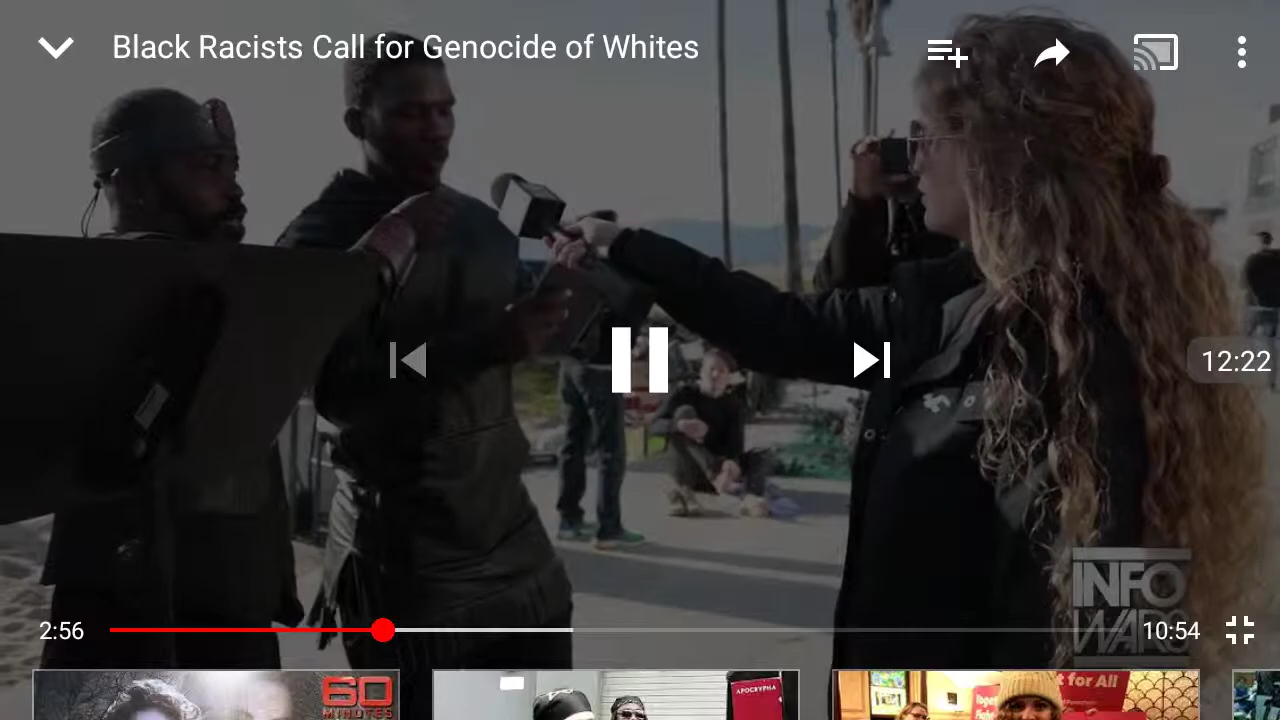 Black Racists Call for Genocide of Whites
12:22
INFO
WARS
2:56
10:54
60
MINUTES
APOCRYPHA
t for All